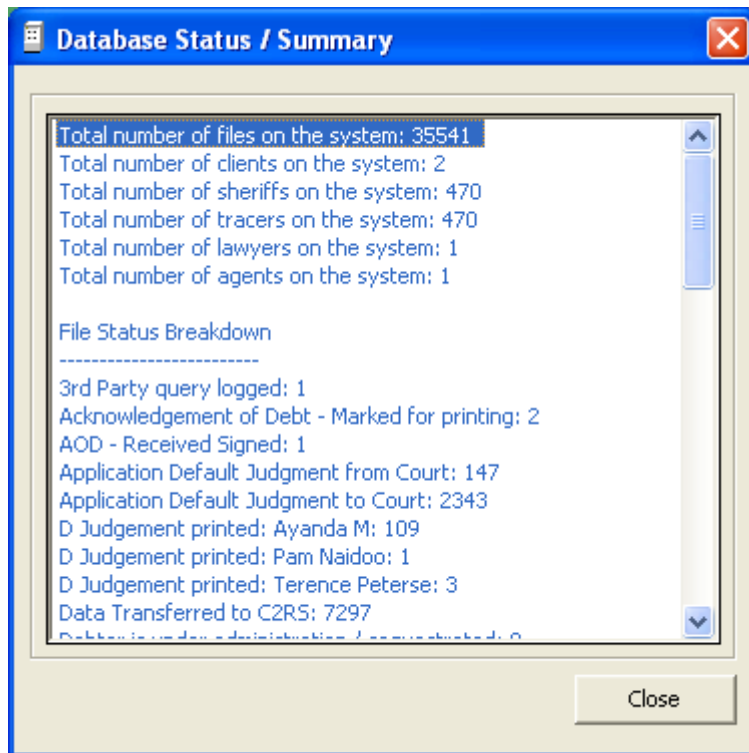 Database Status / Summary
Total number of files on the system: 35541
Total number of clients on the system: 2
Total number of sheriffs on the system: 470
Total number of tracers on the system: 470
Total number of lawyers on the system: 1
Total number of agents on the system: 1
File Status Breakdown
-------------------------
3rd Party query logged: 1
Acknowledgement of Debt - Marked for printing: 2
AOD - Received Signed: 1
Application Default Judgment from Court: 147
Application Default Judgment to Court: 2343
D Judgement printed: Ayanda M: 109
D Judgement printed: Pam Naidoo: 1
D Judgement printed: Terence Peterse: 3
Data Transferred to C2RS: 7297
Debtor is under administration / sequestrated:
Close